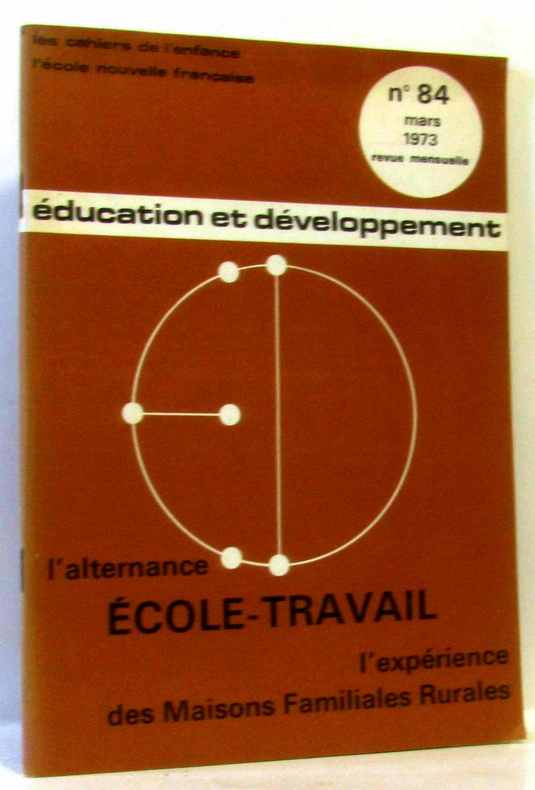 les cahiers de l'enfance
l'école nouvelle française
n° 84
mars
1973
revue mensuelle
éducation et développement
l'alternance
ÉCOLE-TRAVAIL
l'expérience
des Maisons Familiales Rurales